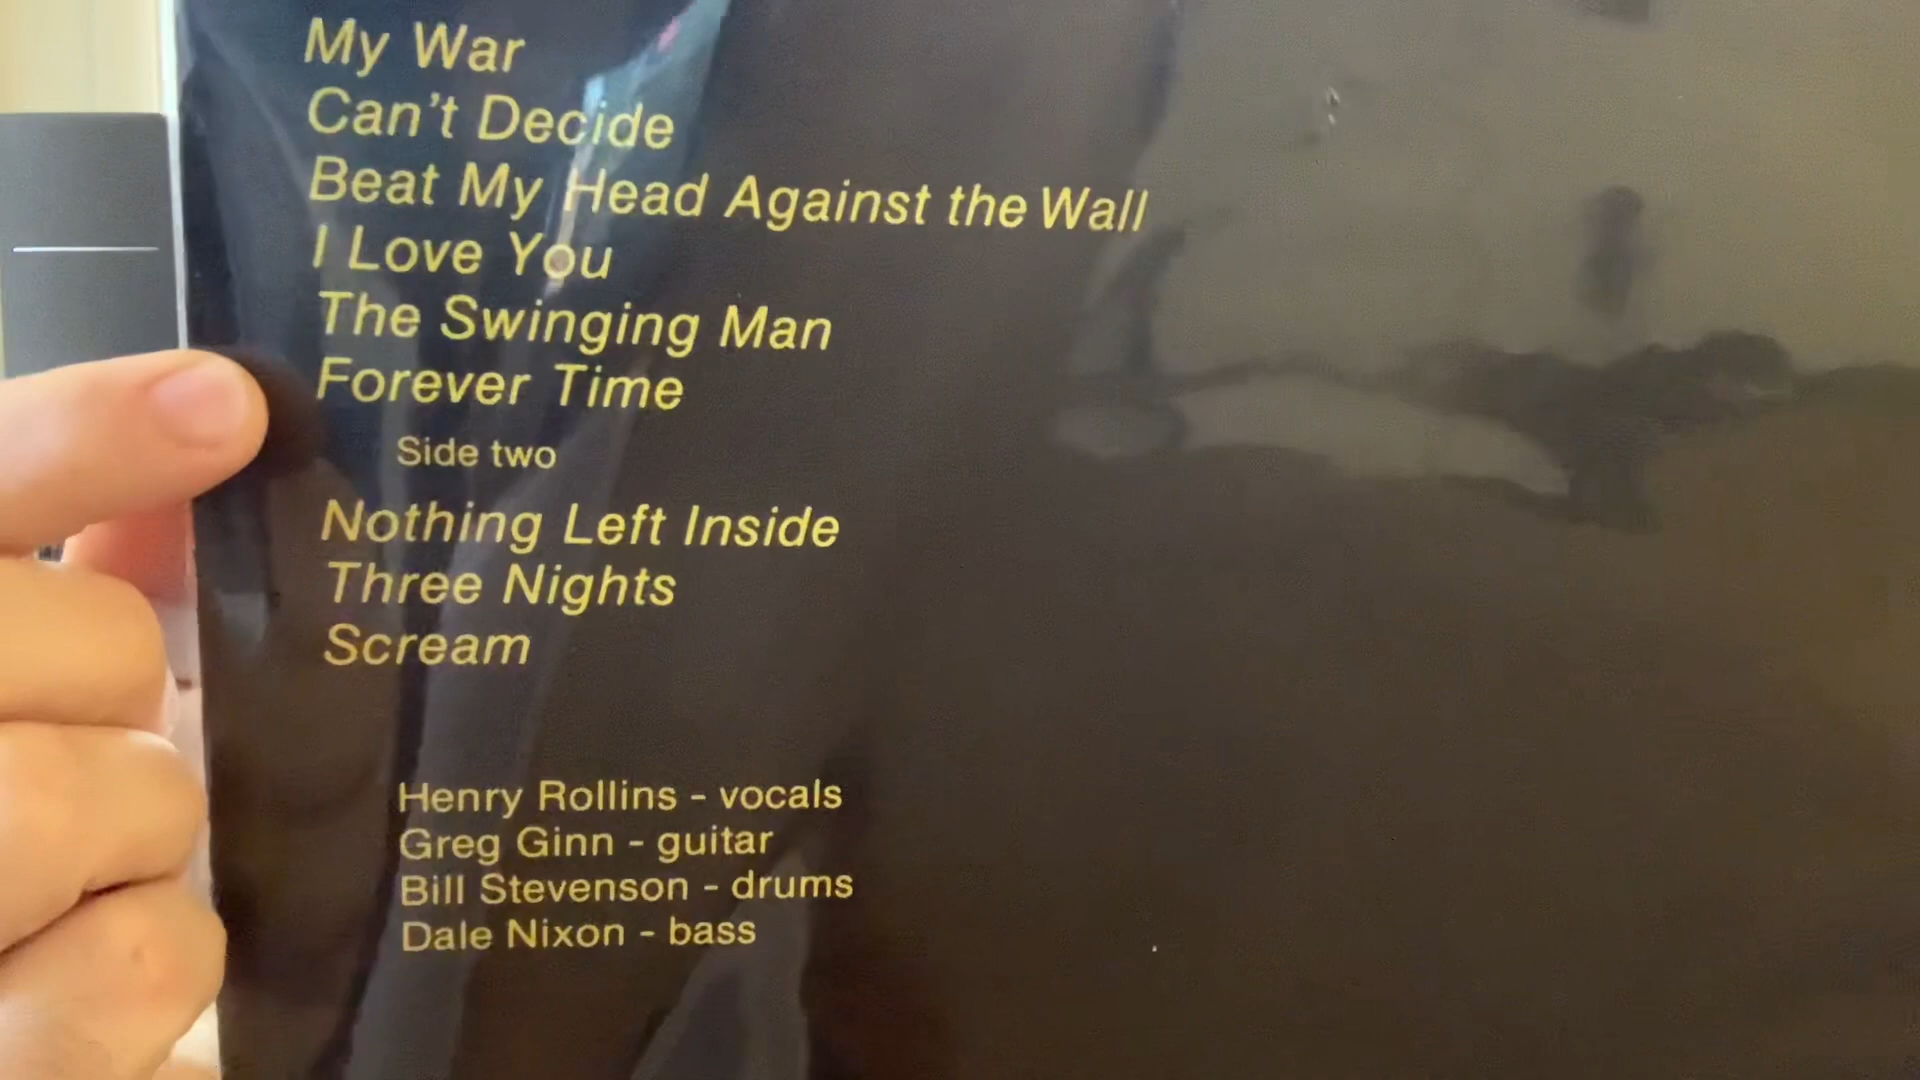 My War
Can't Decide
Beat My Head Against the Wall
I Love You
The Swinging Man
Forever Time
Side two
Nothing Left Inside
Three Nights
Scream
Henry Rollins - vocals
Greg Ginn - guitar
Bill Stevenson - drums
Dale Nixon - bass